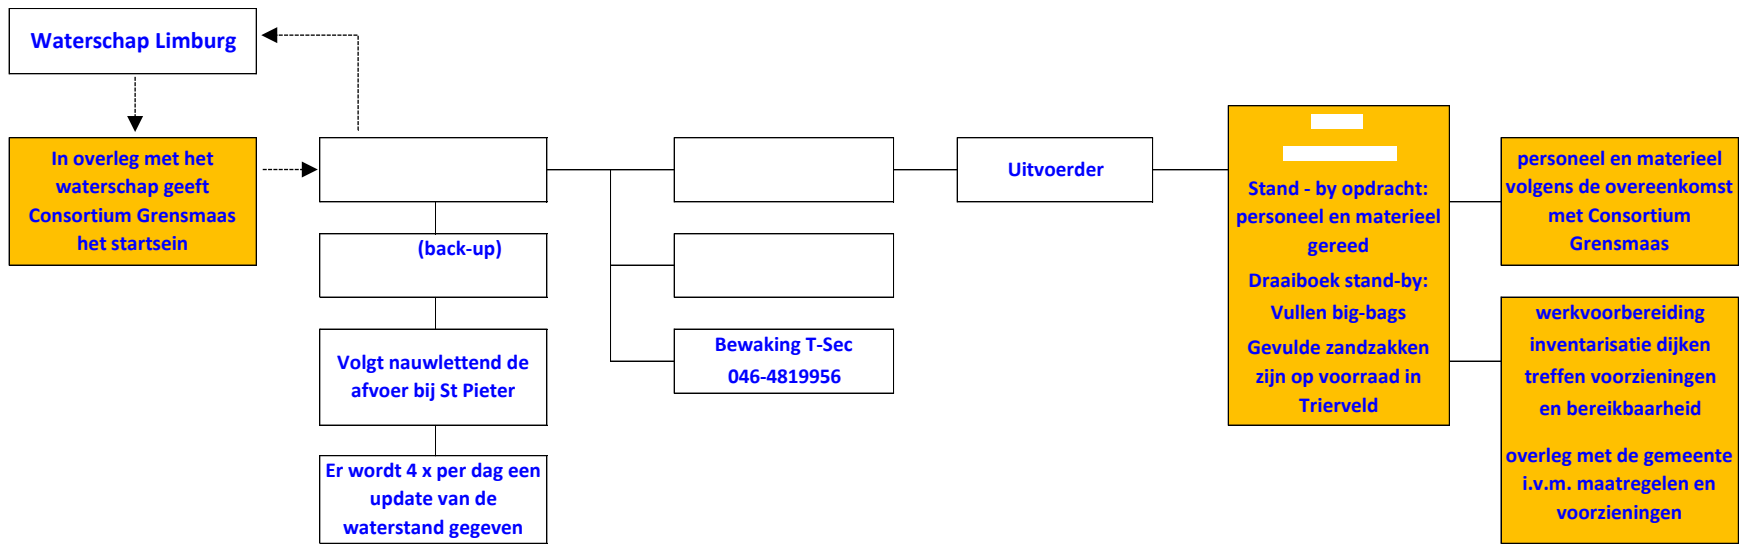 Waterschap Limburg
In overleg met het
waterschap geeft
Consortium Grensmaas
het startsein
(back-up)
Volgt nauwlettend de
afvoer bij St Pieter
Er wordt 4 x per dag een
update van de
waterstand gegeven
Bewaking T-Sec
046-4819956
Uitvoerder
Stand - by opdracht:
personeel en materieel
gereed
Draaiboek stand-by:
Vullen big-bags
Gevulde zandzakken
zijn op voorraad in
Trierveld
personeel en materieel
volgens de overeenkomst
met Consortium
Grensmaas
werkvoorbereiding
inventarisatie dijken
treffen voorzieningen
en bereikbaarheid
overleg met de gemeente
i.v.m. maatregelen en
voorzieningen